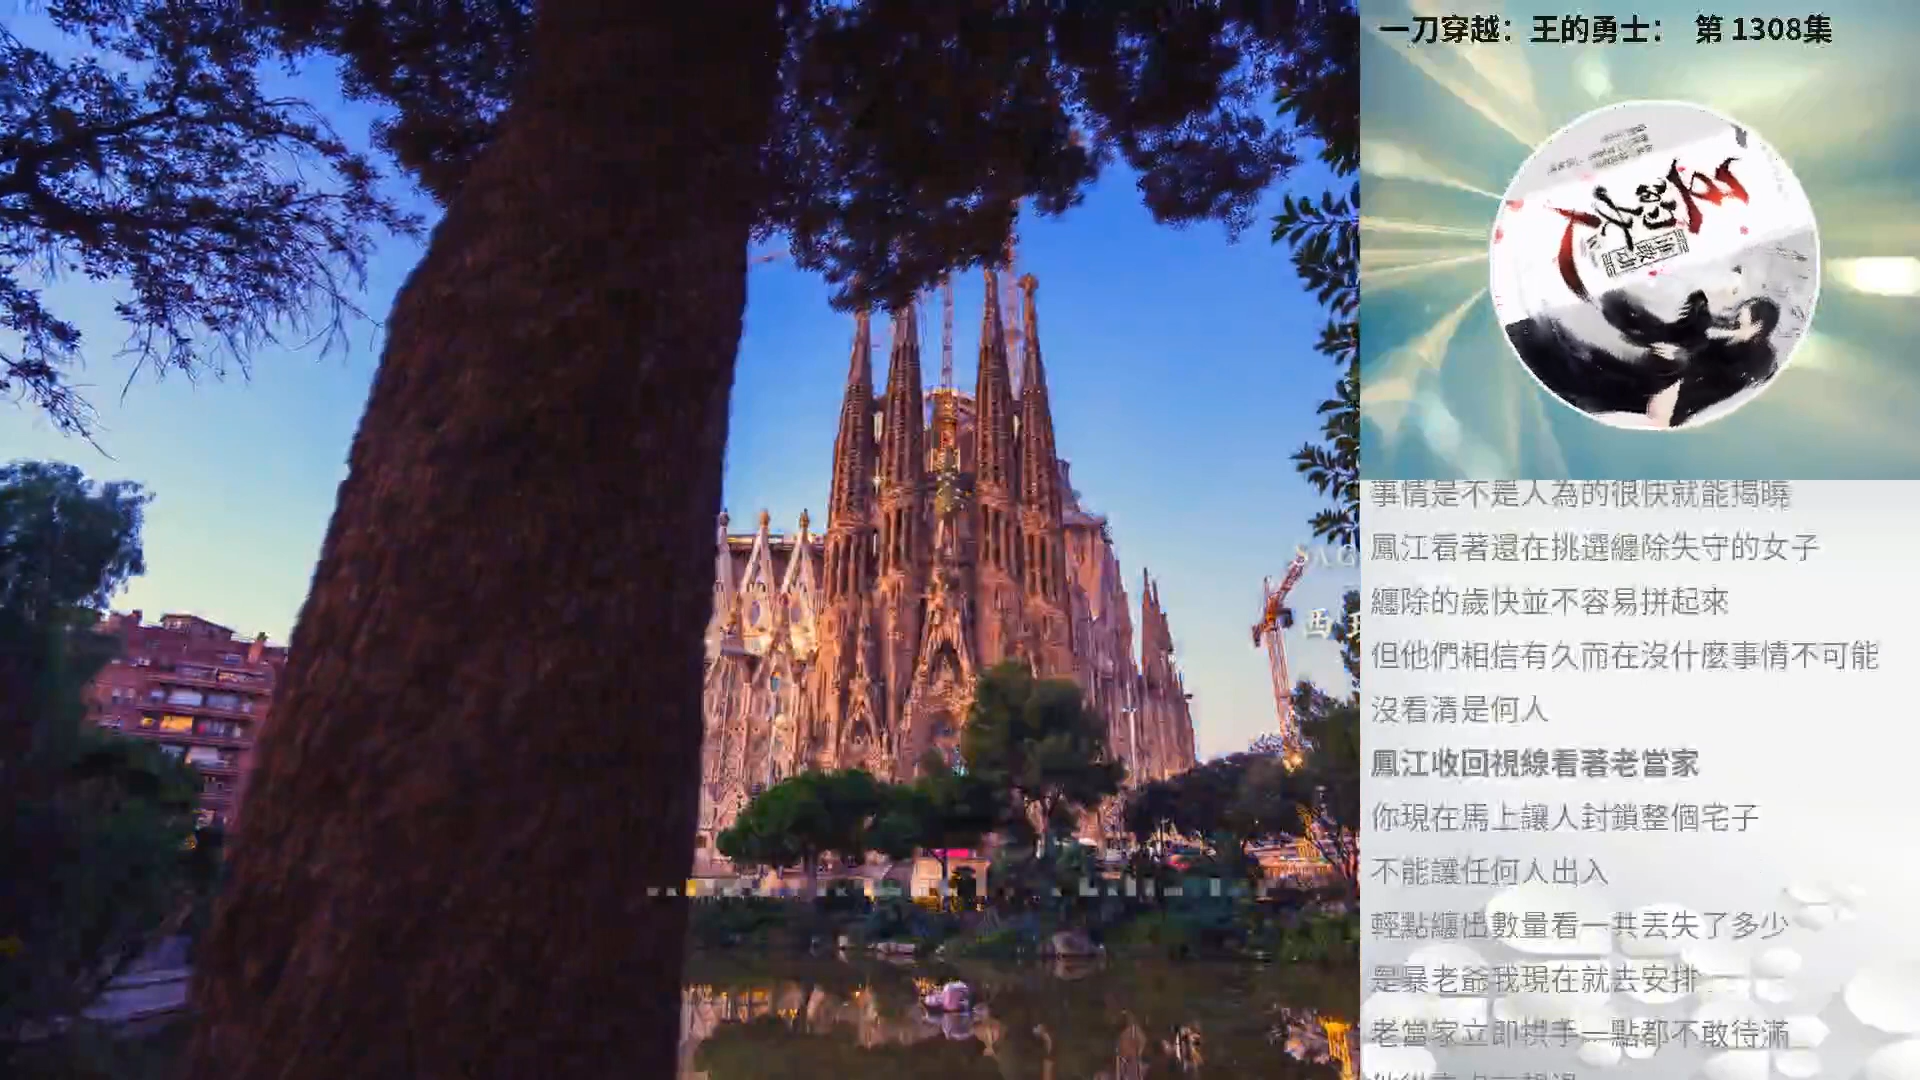 一刀穿越：王的勇士： 第 1308集
SAG
西
事情是不是人為的很快就能揭曉
鳳江看著還在挑選纏除失守的女子
纏除的歲快並不容易拼起來
但他們相信有久而在沒什麼事情不可能
沒看清是何人
鳳江收回視線看著老當家
你現在馬上讓人封鎖整個宅子
不能讓任何人出入
輕點纏出數量看一共丟失了多少
是暴老爺我現在就去安排
老當家立即拱手一點都不敢待滿